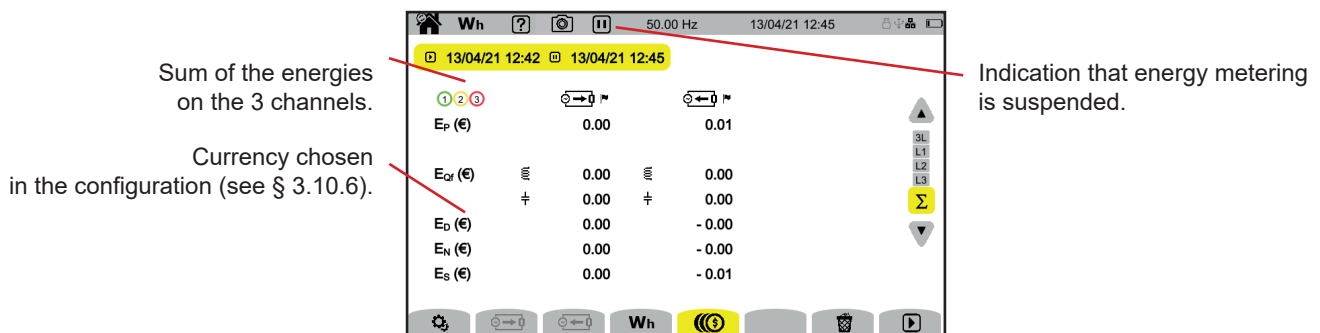 Wh ? 50.00 Hz 13/04/21 12:45
13/04/21 12:42 13/04/21 12:45
Sum of the energies
on the 3 channels.
Indication that energy metering
is suspended.
1 2 3
EP (€) 0.00 0.01
Currency chosen
in the configuration (see § 3.10.6).
EQf (€) 0.00 0.00
0.00 0.00
ED (€) 0.00 - 0.00
EN (€) 0.00 - 0.00
ES (€) 0.00 - 0.01
3L
L1
L2
L3
Σ
Wh $